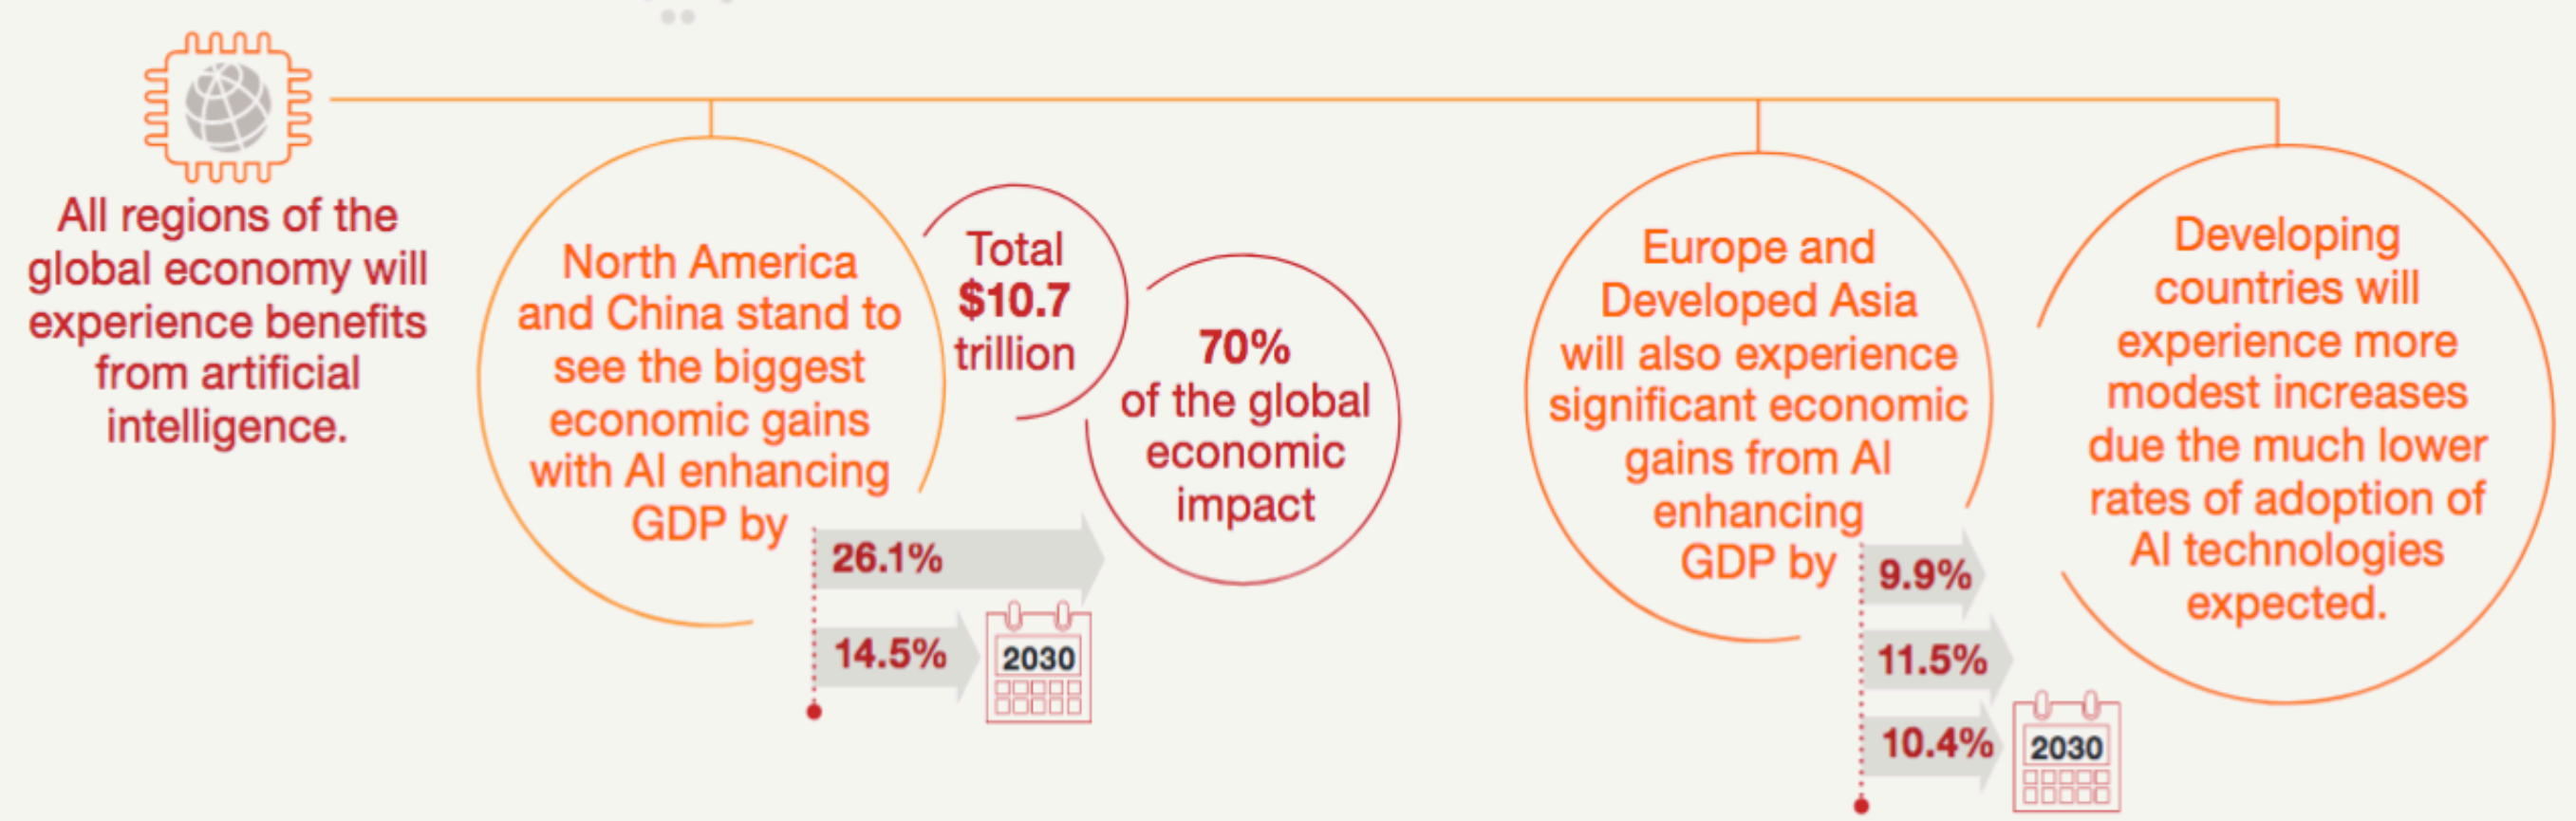 All regions of the
global economy will
experience benefits
from artificial
intelligence.
North America
and China stand to
see the biggest
economic gains
with AI enhancing
GDP by
26.1%
14.5%
2030
Total
$10.7
trillion
70%
of the global
economic
impact
Europe and
Developed Asia
will also experience
significant economic
gains from AI
enhancing
GDP by
9.9%
11.5%
10.4%
2030
Developing
countries will
experience more
modest increases
due the much lower
rates of adoption of
AI technologies
expected.